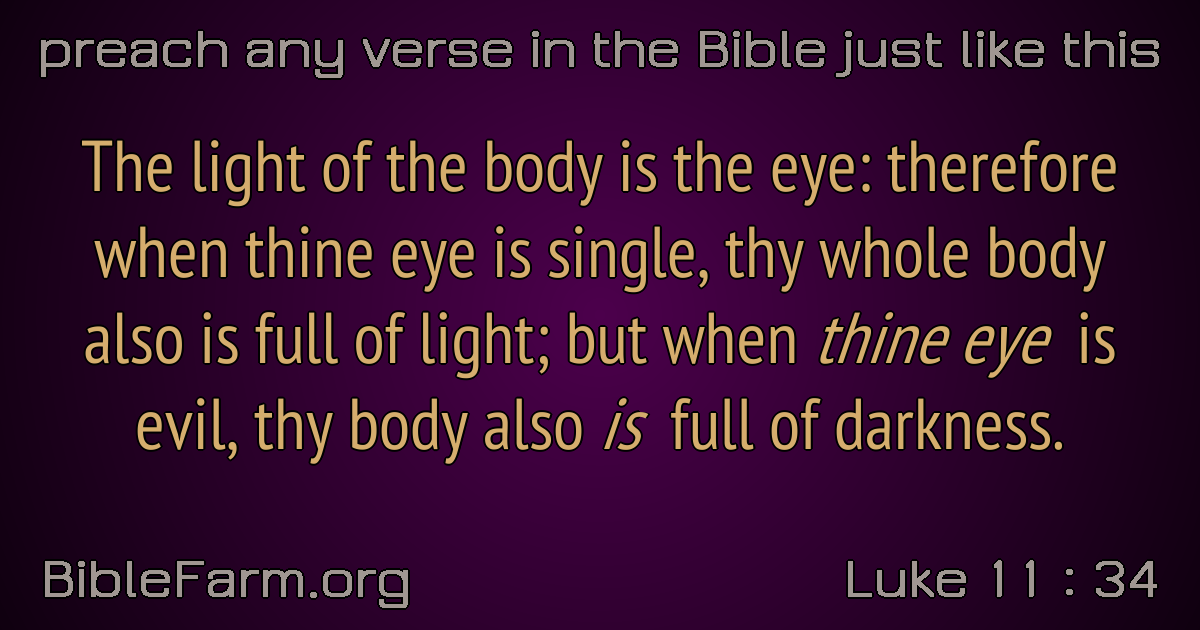 preach any verse in the Bible just like this
The light of the body is the eye: therefore
when thine eye is single, thy whole body
also is full of light; but when thine eye is
evil, thy body also is full of darkness.
BibleFarm.org
Luke 11 : 34